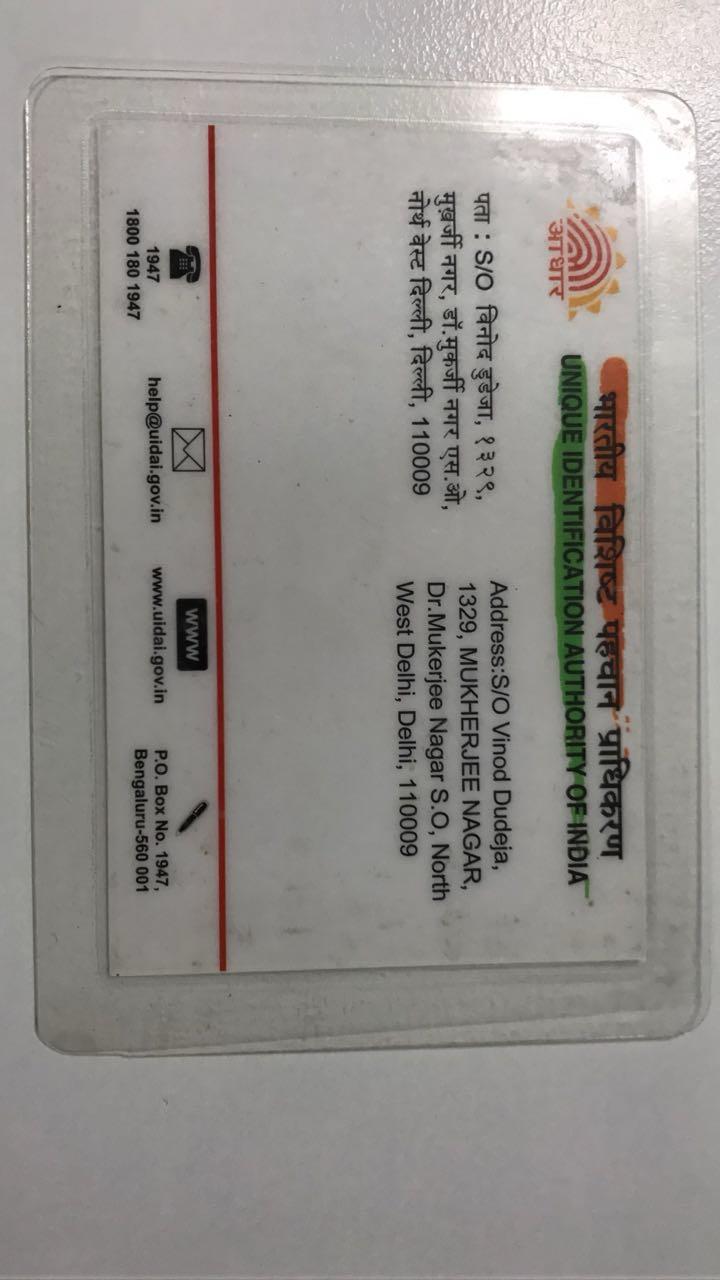 आधार
भारतीय विशिष्ट पहचान प्राधिकरण
UNIQUE IDENTIFICATION AUTHORITY OF INDIA
पता : S/O विनोद डुडेजा, १३२९,
मुख़र्जी नगर, डॉ.मुकर्जी नगर एस.ओ,
नोर्थ वेस्ट दिल्ली, दिल्ली, 110009
Address:S/O Vinod Dudeja,
1329, MUKHERJEE NAGAR,
Dr.Mukerjee Nagar S.O, North
West Delhi, Delhi, 110009
1947
1800 180 1947
help@uidai.gov.in
www
www.uidai.gov.in
P.O. Box No. 1947,
Bengaluru-560 001